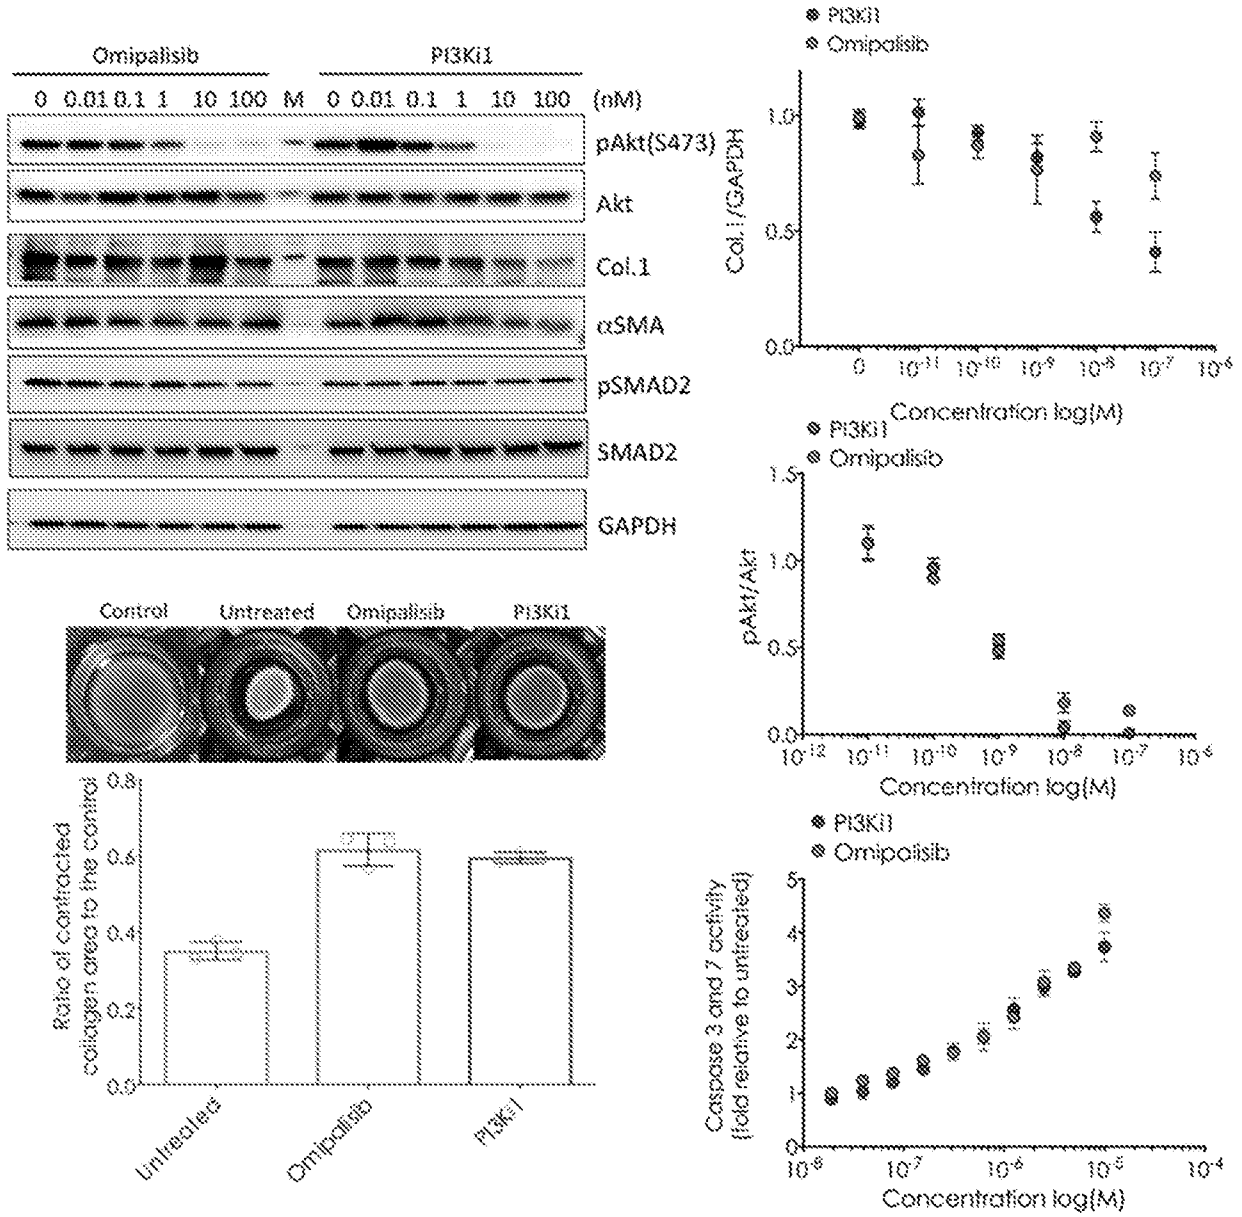 Omipalisib
PI3Ki1
0 0.01 0.1 1 10 100 M 0 0.01 0.1 1 10 100 (nM)
pAkt(S473)
Akt
Col.1
αSMA
pSMAD2
SMAD2
GAPDH
Control Untreated Omipalisib PI3Ki1
Ratio of contracted
collagen area to the control
0.8
0.6
0.4
0.2
0.0
Untreated
Omipalisib
PI3Ki1
PI3Ki1
Omipalisib
Col.1/GAPDH
1.0
0.5
0.0
0 10⁻¹¹ 10⁻¹⁰ 10⁻⁹ 10⁻⁸ 10⁻⁷ 10⁻⁶
Concentration log(M)
PI3Ki1
Omipalisib
pAkt/Akt
1.5
1.0
0.5
0.0
10⁻¹² 10⁻¹¹ 10⁻¹⁰ 10⁻⁹ 10⁻⁸ 10⁻⁷ 10⁻⁶
Concentration log(M)
PI3Ki1
Omipalisib
Caspase 3 and 7 activity
(fold relative to untreated)
5
4
3
2
1
0
10⁻⁸ 10⁻⁷ 10⁻⁶ 10⁻⁵ 10⁻⁴
Concentration log(M)